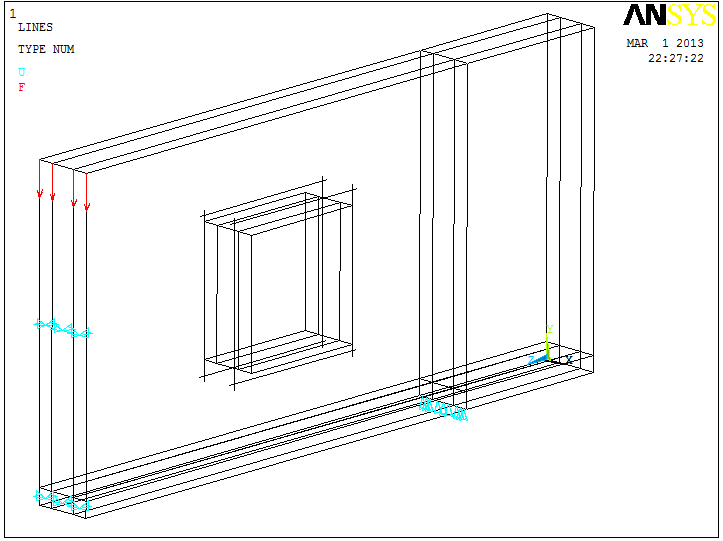 1
LINES
TYPE NUM
U
F
ANSYS
MAR 1 2013
22:27:22
Y
Z
X